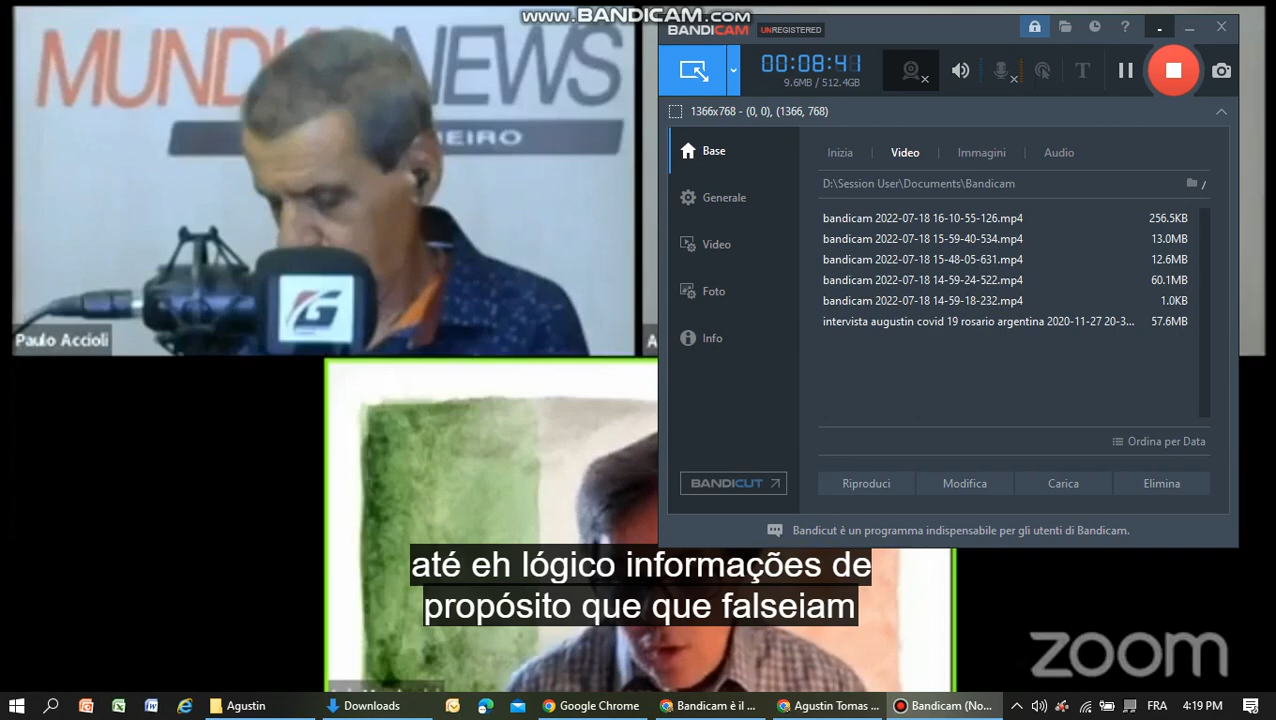 www.BANDICAM.com
MUNDIAL NEWS
NEIRO
G
Paulo Accioli
A
BANDICAM UNREGISTERED
?
00:08:41
9.6MB / 512.4GB
T
1366x768 - (0, 0), (1366, 768)
Base
Generale
Video
Foto
Info
BANDICUT
Inizia Video Immagini Audio
D:\Session User\Documents\Bandicam
bandicam 2022-07-18 16-10-55-126.mp4 256.5KB
bandicam 2022-07-18 15-59-40-534.mp4 13.0MB
bandicam 2022-07-18 15-48-05-631.mp4 12.6MB
bandicam 2022-07-18 14-59-24-522.mp4 60.1MB
bandicam 2022-07-18 14-59-18-232.mp4 1.0KB
intervista augustin covid 19 rosario argentina 2020-11-27 20-3... 57.6MB
Ordina per Data
Riproduci Modifica Carica Elimina
Bandicut è un programma indispensabile per gli utenti di Bandicam.
até eh lógico informações de
propósito que que falseiam
zoom
Agustin Downloads Google Chrome Bandicam è il ... Agustin Tomas ... Bandicam (No... FRA 4:19 PM